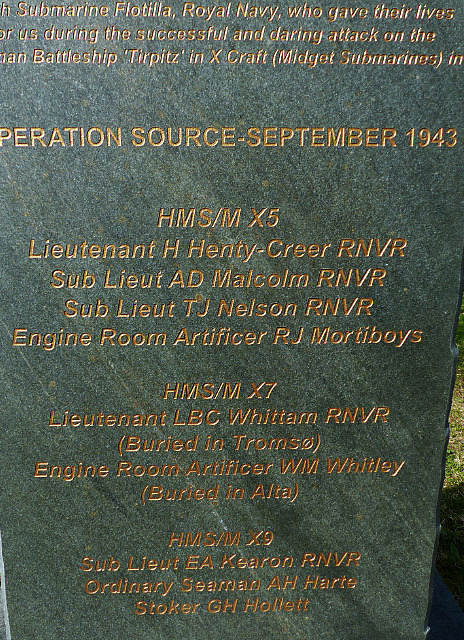 h Submarine Flotilla, Royal Navy, who gave their lives
or us during the successful and daring attack on the
man Battleship 'Tirpitz' in X Craft (Midget Submarines) in
PERATION SOURCE-SEPTEMBER 1943
HMS/M X5
Lieutenant H Henty-Creer RNVR
Sub Lieut AD Malcolm RNVR
Sub Lieut TJ Nelson RNVR
Engine Room Artificer RJ Mortiboys
HMS/M X7
Lieutenant LBC Whittam RNVR
(Buried in Tromsø)
Engine Room Artificer WM Whitley
(Buried in Alta)
HMS/M X9
Sub Lieut EA Kearon RNVR
Ordinary Seaman AH Harte
Stoker GH Hollett